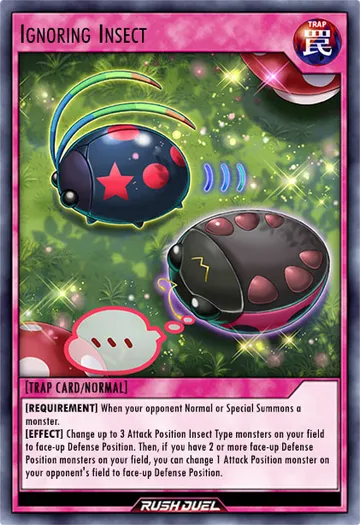 IGNORING INSECT
TRAP
罠
[TRAP CARD/NORMAL]
[REQUIREMENT] When your opponent Normal or Special Summons a
monster.
[EFFECT] Change up to 3 Attack Position Insect Type monsters on your field
to face-up Defense Position. Then, if you have 2 or more face-up Defense
Position monsters on your field, you can change 1 Attack Position monster on
your opponent's field to face-up Defense Position.
RUSH DUEL